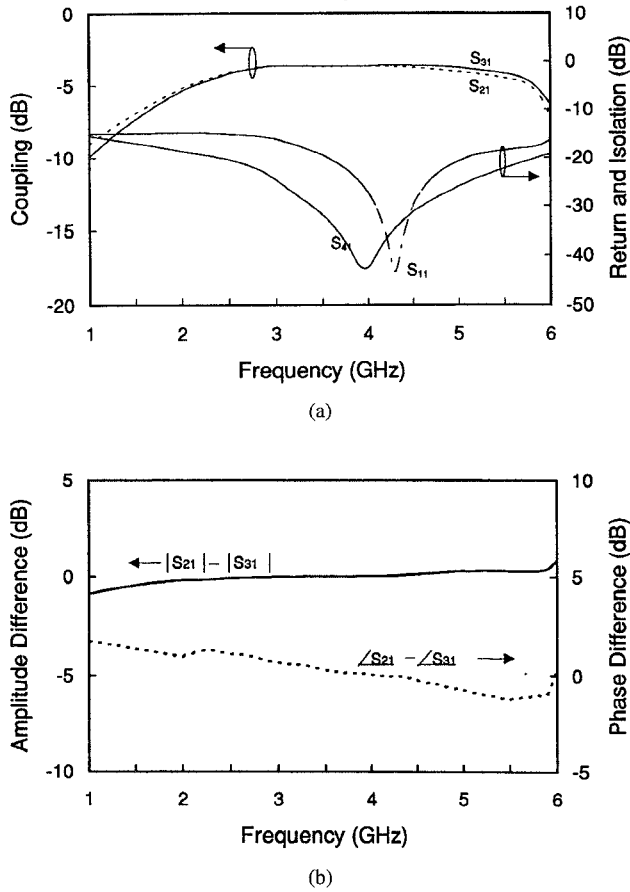 0
-5
-10
-15
-20
Coupling (dB)
10
0
-10
-20
-30
-40
-50
Return and Isolation (dB)
S31
S21
S41
S11
1 2 3 4 5 6
Frequency (GHz)
(a)
5
0
-5
-10
Amplitude Difference (dB)
10
5
0
-5
Phase Difference (dB)
|S21| – |S31|
∠S21 – ∠S31
1 2 3 4 5 6
Frequency (GHz)
(b)